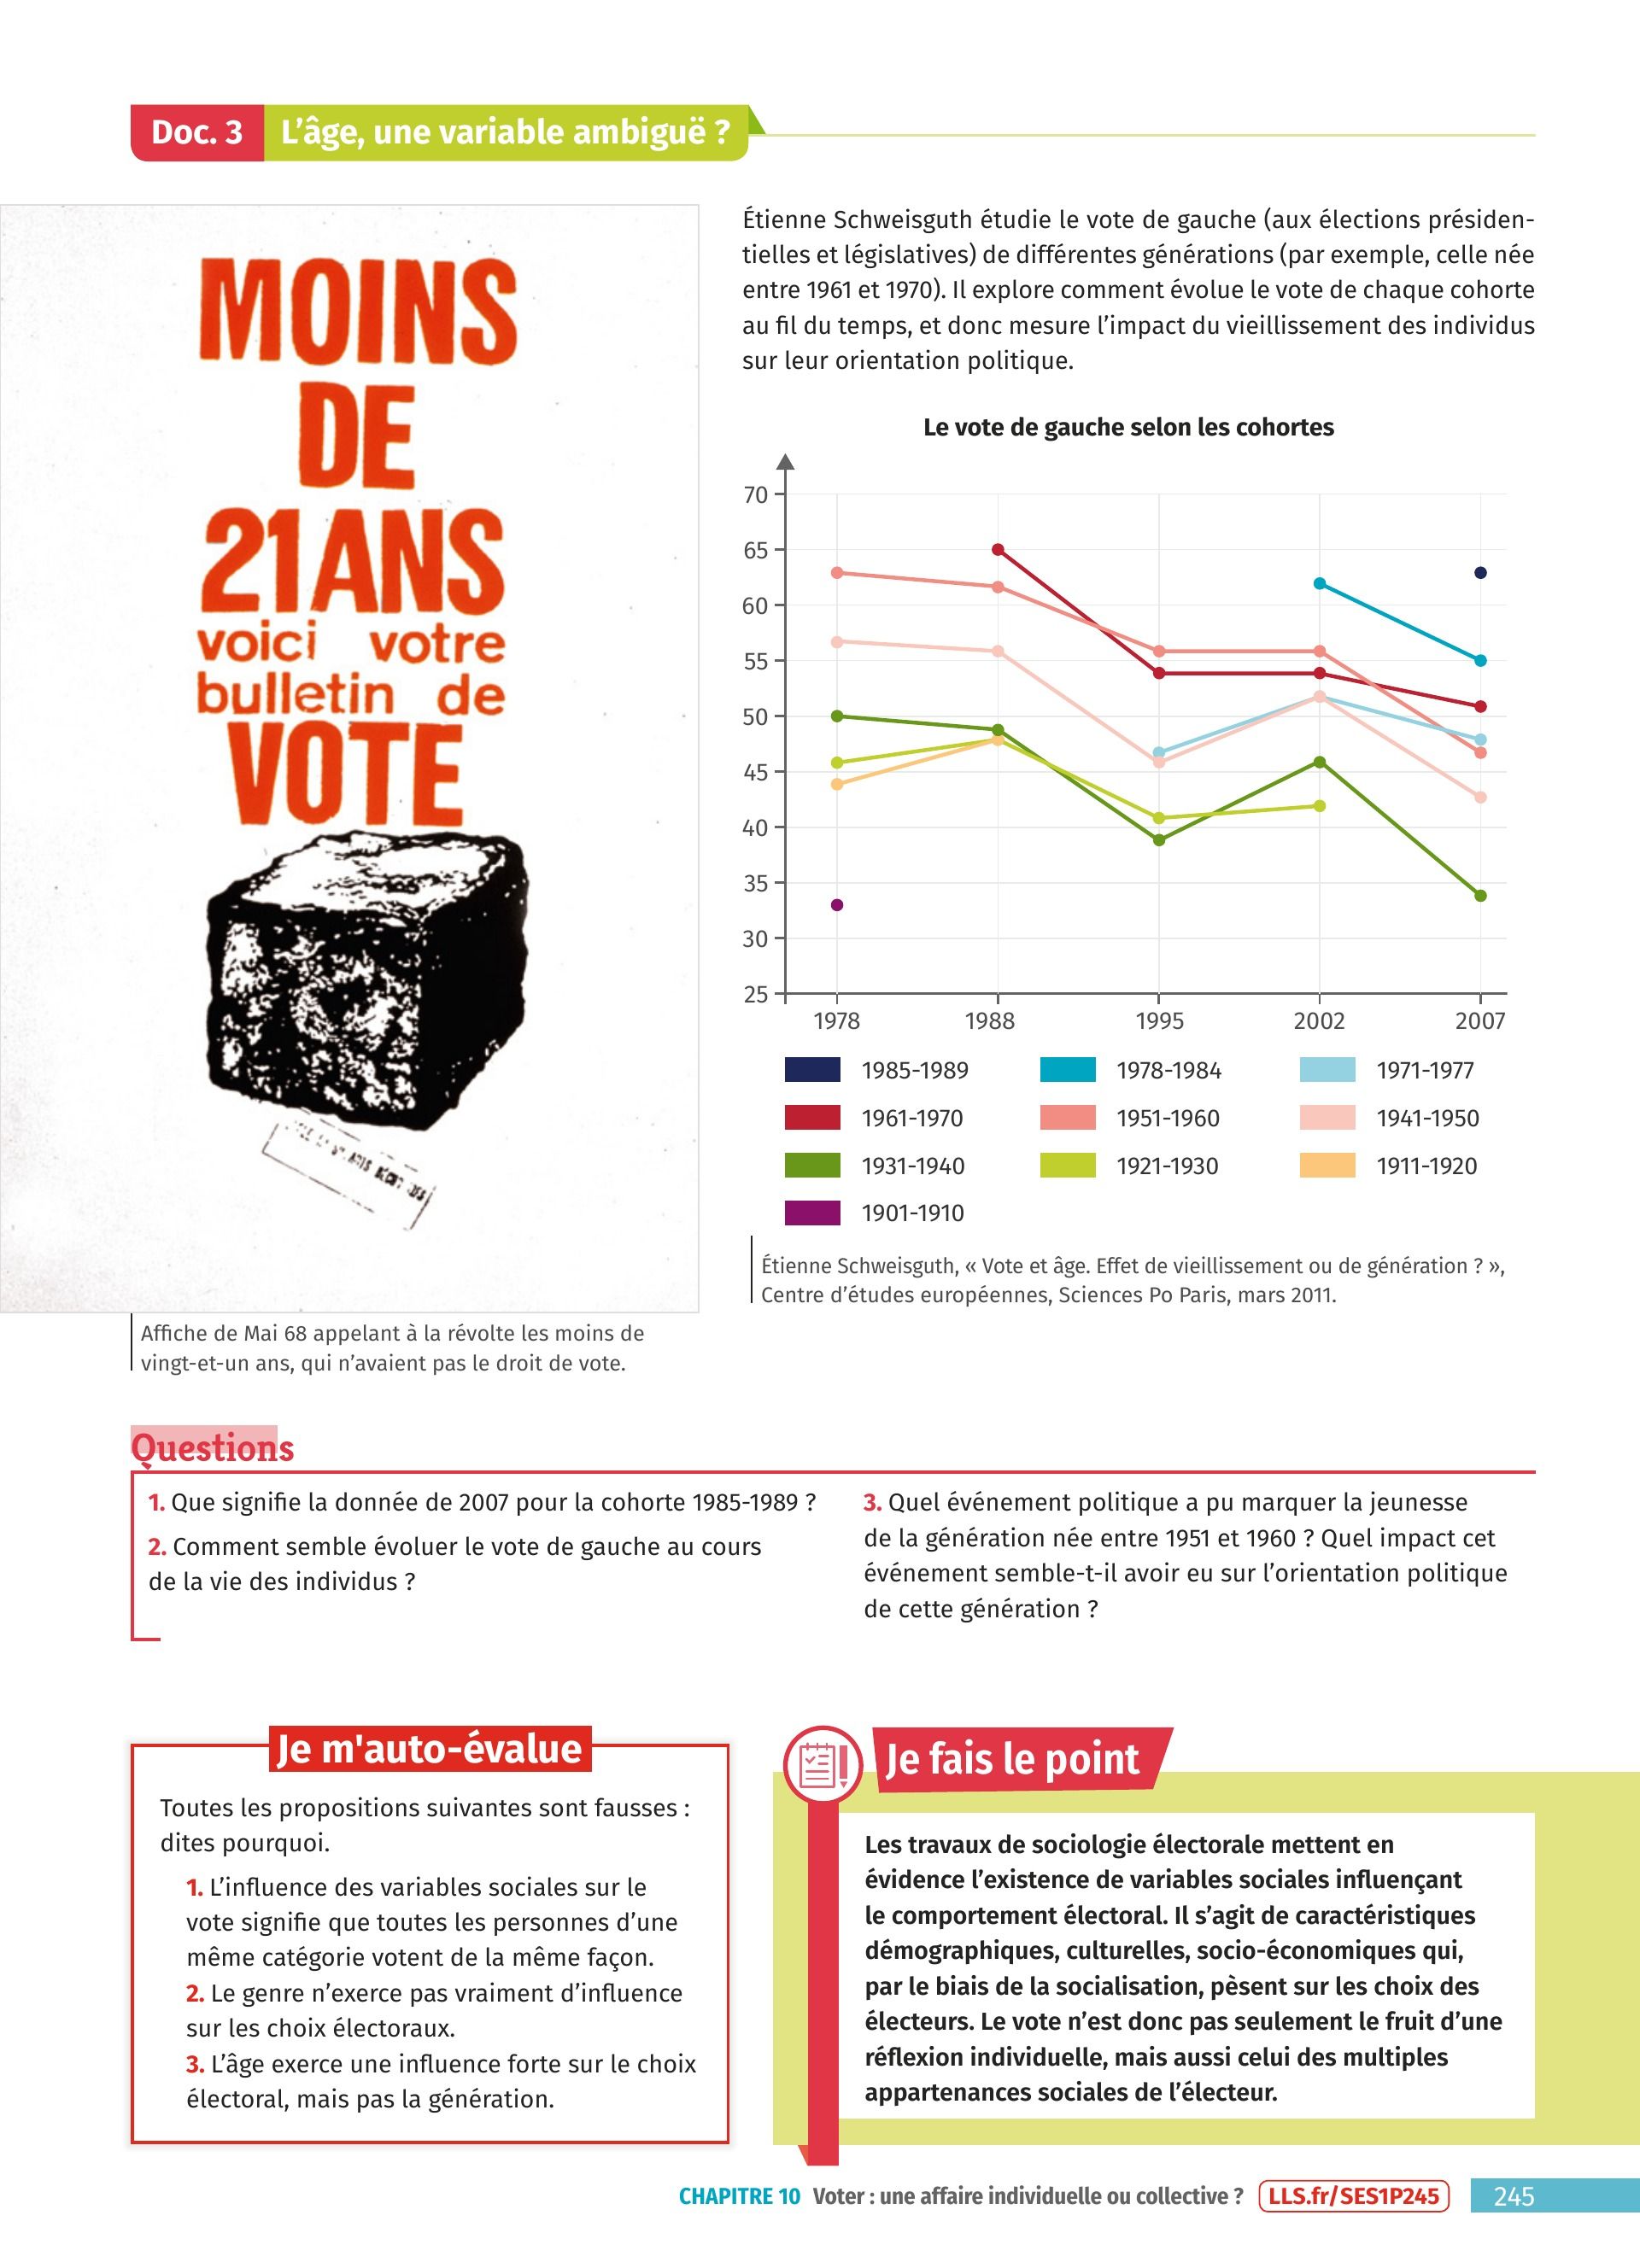 Doc. 3 L'âge, une variable ambiguë ?
MOINS
DE
21 ANS
voici votre
bulletin de
VOTE
Affiche de Mai 68 appelant à la révolte les moins de
vingt-et-un ans, qui n'avaient pas le droit de vote.
Étienne Schweisguth étudie le vote de gauche (aux élections présiden-
tielles et législatives) de différentes générations (par exemple, celle née
entre 1961 et 1970). Il explore comment évolue le vote de chaque cohorte
au fil du temps, et donc mesure l'impact du vieillissement des individus
sur leur orientation politique.
Le vote de gauche selon les cohortes
70
65
60
55
50
45
40
35
30
25
1978 1988 1995 2002 2007
1985-1989 1978-1984 1971-1977
1961-1970 1951-1960 1941-1950
1931-1940 1921-1930 1911-1920
1901-1910
Étienne Schweisguth, « Vote et âge. Effet de vieillissement ou de génération ? »,
Centre d'études européennes, Sciences Po Paris, mars 2011.
Questions
1. Que signifie la donnée de 2007 pour la cohorte 1985-1989 ?
2. Comment semble évoluer le vote de gauche au cours
de la vie des individus ?
3. Quel événement politique a pu marquer la jeunesse
de la génération née entre 1951 et 1960 ? Quel impact cet
événement semble-t-il avoir eu sur l'orientation politique
de cette génération ?
Je m'auto-évalue
Toutes les propositions suivantes sont fausses :
dites pourquoi.
1. L'influence des variables sociales sur le
vote signifie que toutes les personnes d'une
même catégorie votent de la même façon.
2. Le genre n'exerce pas vraiment d'influence
sur les choix électoraux.
3. L'âge exerce une influence forte sur le choix
électoral, mais pas la génération.
Je fais le point
Les travaux de sociologie électorale mettent en
évidence l'existence de variables sociales influençant
le comportement électoral. Il s'agit de caractéristiques
démographiques, culturelles, socio-économiques qui,
par le biais de la socialisation, pèsent sur les choix des
électeurs. Le vote n'est donc pas seulement le fruit d'une
réflexion individuelle, mais aussi celui des multiples
appartenances sociales de l'électeur.
CHAPITRE 10 Voter : une affaire individuelle ou collective ? LLS.fr/SES1P245 245